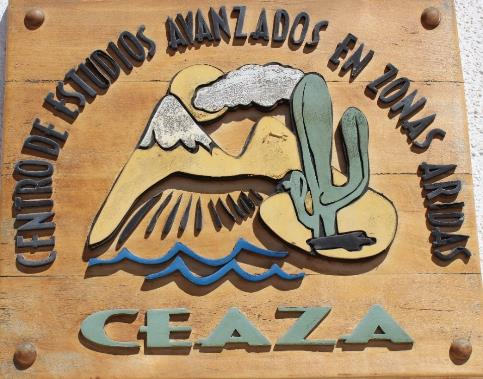 CENTRO DE ESTUDIOS AVANZADOS EN ZONAS ARIDAS
CEAZA